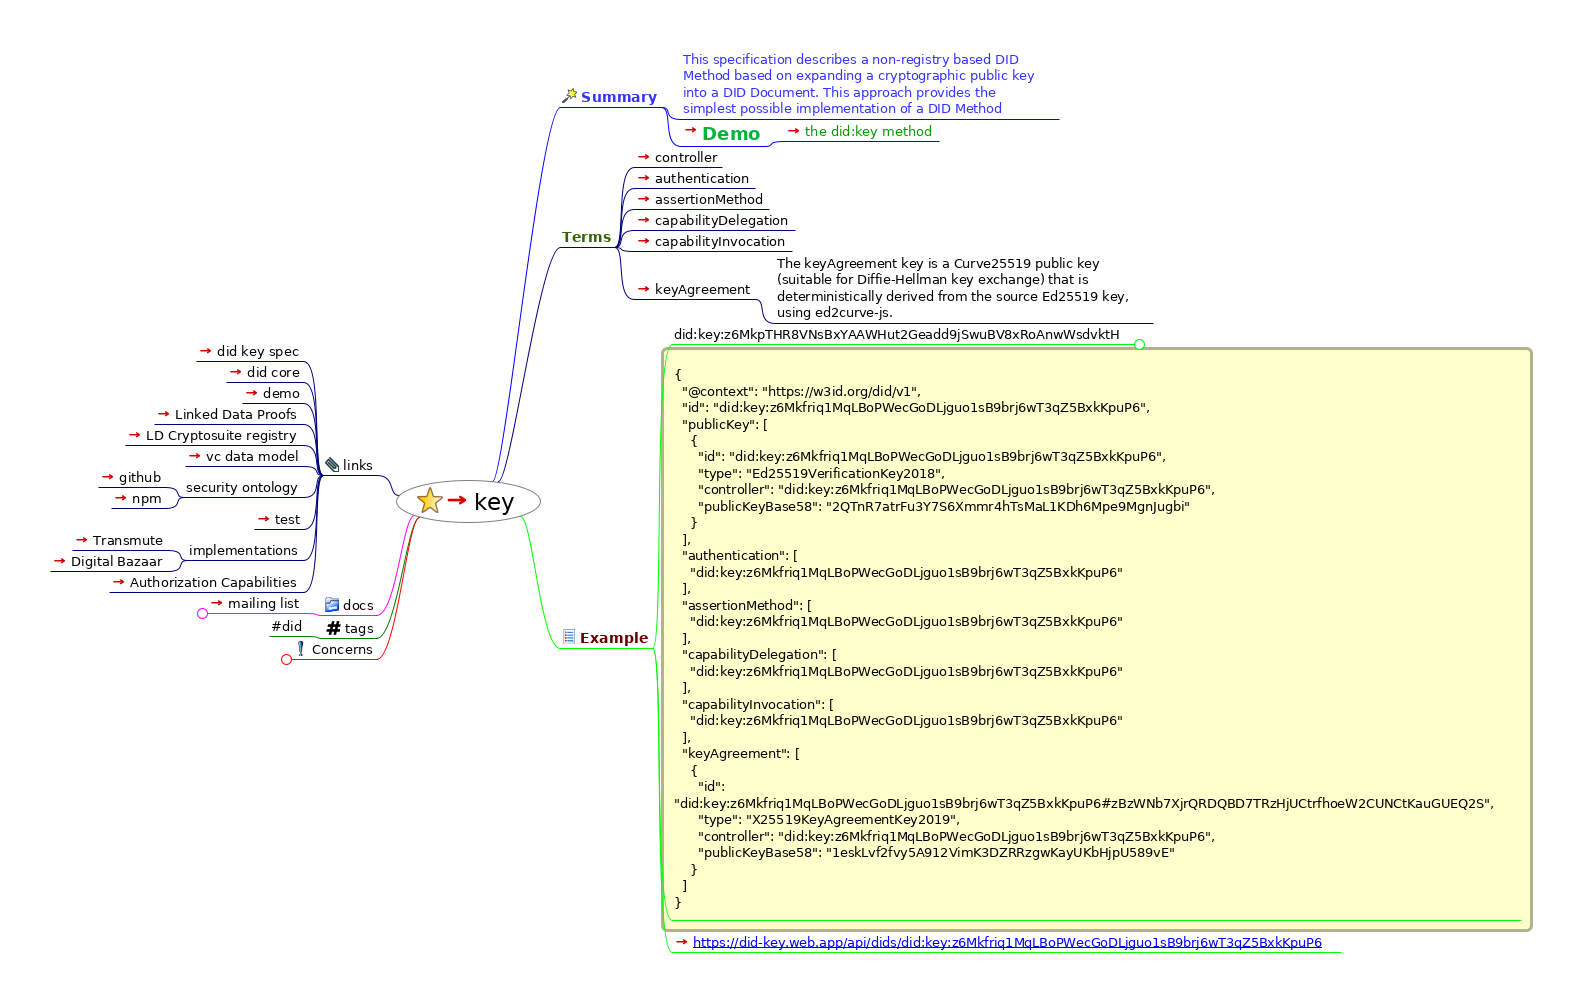 This specification describes a non-registry based DID
Method based on expanding a cryptographic public key
into a DID Document. This approach provides the
simplest possible implementation of a DID Method
Summary
Demo
the did:key method
controller
authentication
assertionMethod
capabilityDelegation
Terms
capabilityInvocation
The keyAgreement key is a Curve25519 public key
(suitable for Diffie-Hellman key exchange) that is
deterministically derived from the source Ed25519 key,
using ed2curve-js.
keyAgreement
did:key:z6MkpTHR8VNsBxYAAWHut2Geadd9jSwuBV8xRoAnwWsdvktH
did key spec
did core
demo
Linked Data Proofs
LD Cryptosuite registry
vc data model
links
github
security ontology
npm
test
Transmute
implementations
Digital Bazaar
Authorization Capabilities
mailing list
docs
#did
# tags
Concerns
key
Example
{
"@context": "https://w3id.org/did/v1",
"id": "did:key:z6Mkfriq1MqLBoPWecGoDLjguo1sB9brj6wT3qZ5BxkKpuP6",
"publicKey": [
{
"id": "did:key:z6Mkfriq1MqLBoPWecGoDLjguo1sB9brj6wT3qZ5BxkKpuP6",
"type": "Ed25519VerificationKey2018",
"controller": "did:key:z6Mkfriq1MqLBoPWecGoDLjguo1sB9brj6wT3qZ5BxkKpuP6",
"publicKeyBase58": "2QTnR7atrFu3Y7S6Xmmr4hTsMaL1KDh6Mpe9MgnJugbi"
}
],
"authentication": [
"did:key:z6Mkfriq1MqLBoPWecGoDLjguo1sB9brj6wT3qZ5BxkKpuP6"
],
"assertionMethod": [
"did:key:z6Mkfriq1MqLBoPWecGoDLjguo1sB9brj6wT3qZ5BxkKpuP6"
],
"capabilityDelegation": [
"did:key:z6Mkfriq1MqLBoPWecGoDLjguo1sB9brj6wT3qZ5BxkKpuP6"
],
"capabilityInvocation": [
"did:key:z6Mkfriq1MqLBoPWecGoDLjguo1sB9brj6wT3qZ5BxkKpuP6"
],
"keyAgreement": [
{
"id":
"did:key:z6Mkfriq1MqLBoPWecGoDLjguo1sB9brj6wT3qZ5BxkKpuP6#zBzWNb7XjrQRDQBD7TRzHjUCtrfhoeW2CUNCtKauGUEQ2S",
"type": "X25519KeyAgreementKey2019",
"controller": "did:key:z6Mkfriq1MqLBoPWecGoDLjguo1sB9brj6wT3qZ5BxkKpuP6",
"publicKeyBase58": "1eskLvf2fvy5A912VimK3DZRRzgwKayUKbHjpU589vE"
}
]
}
https://did-key.web.app/api/dids/did:key:z6Mkfriq1MqLBoPWecGoDLjguo1sB9brj6wT3qZ5BxkKpuP6